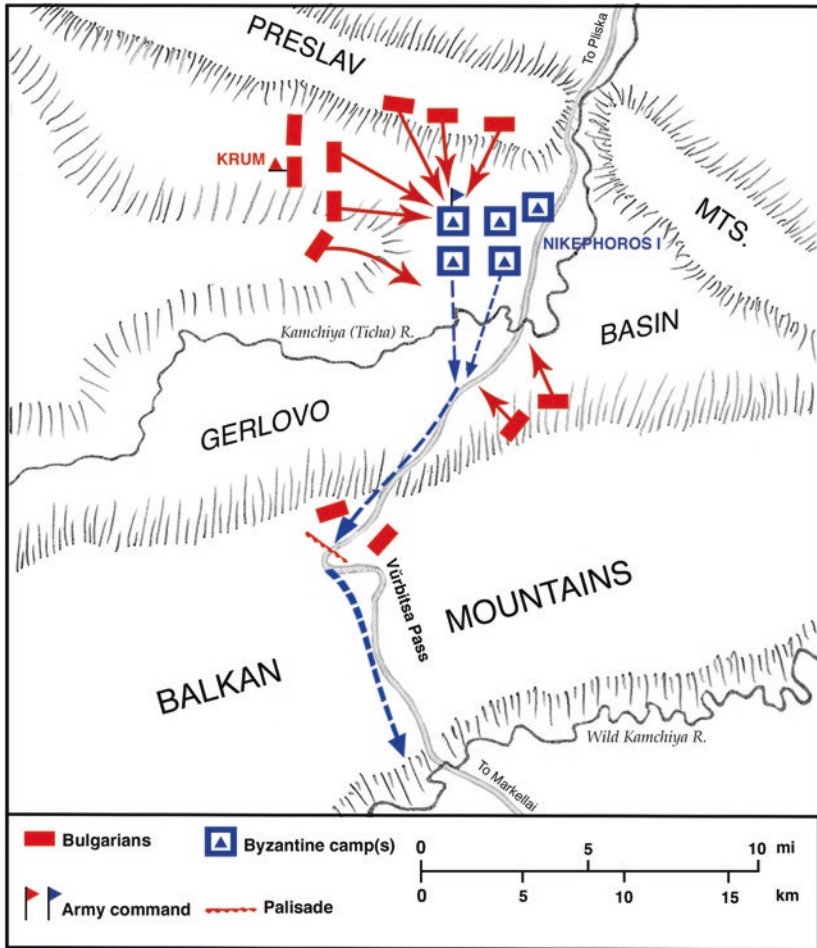 PRESLAV
To Pliska
KRUM
MTS.
NIKEPHOROS I
Kamchiya (Ticha) R.
BASIN
GERLOVO
Vŭrbitsa Pass
MOUNTAINS
BALKAN
Wild Kamchiya R.
To Markellai
Bulgarians
Byzantine camp(s)
0 5 10 mi
0 5 10 15 km
Army command
Palisade